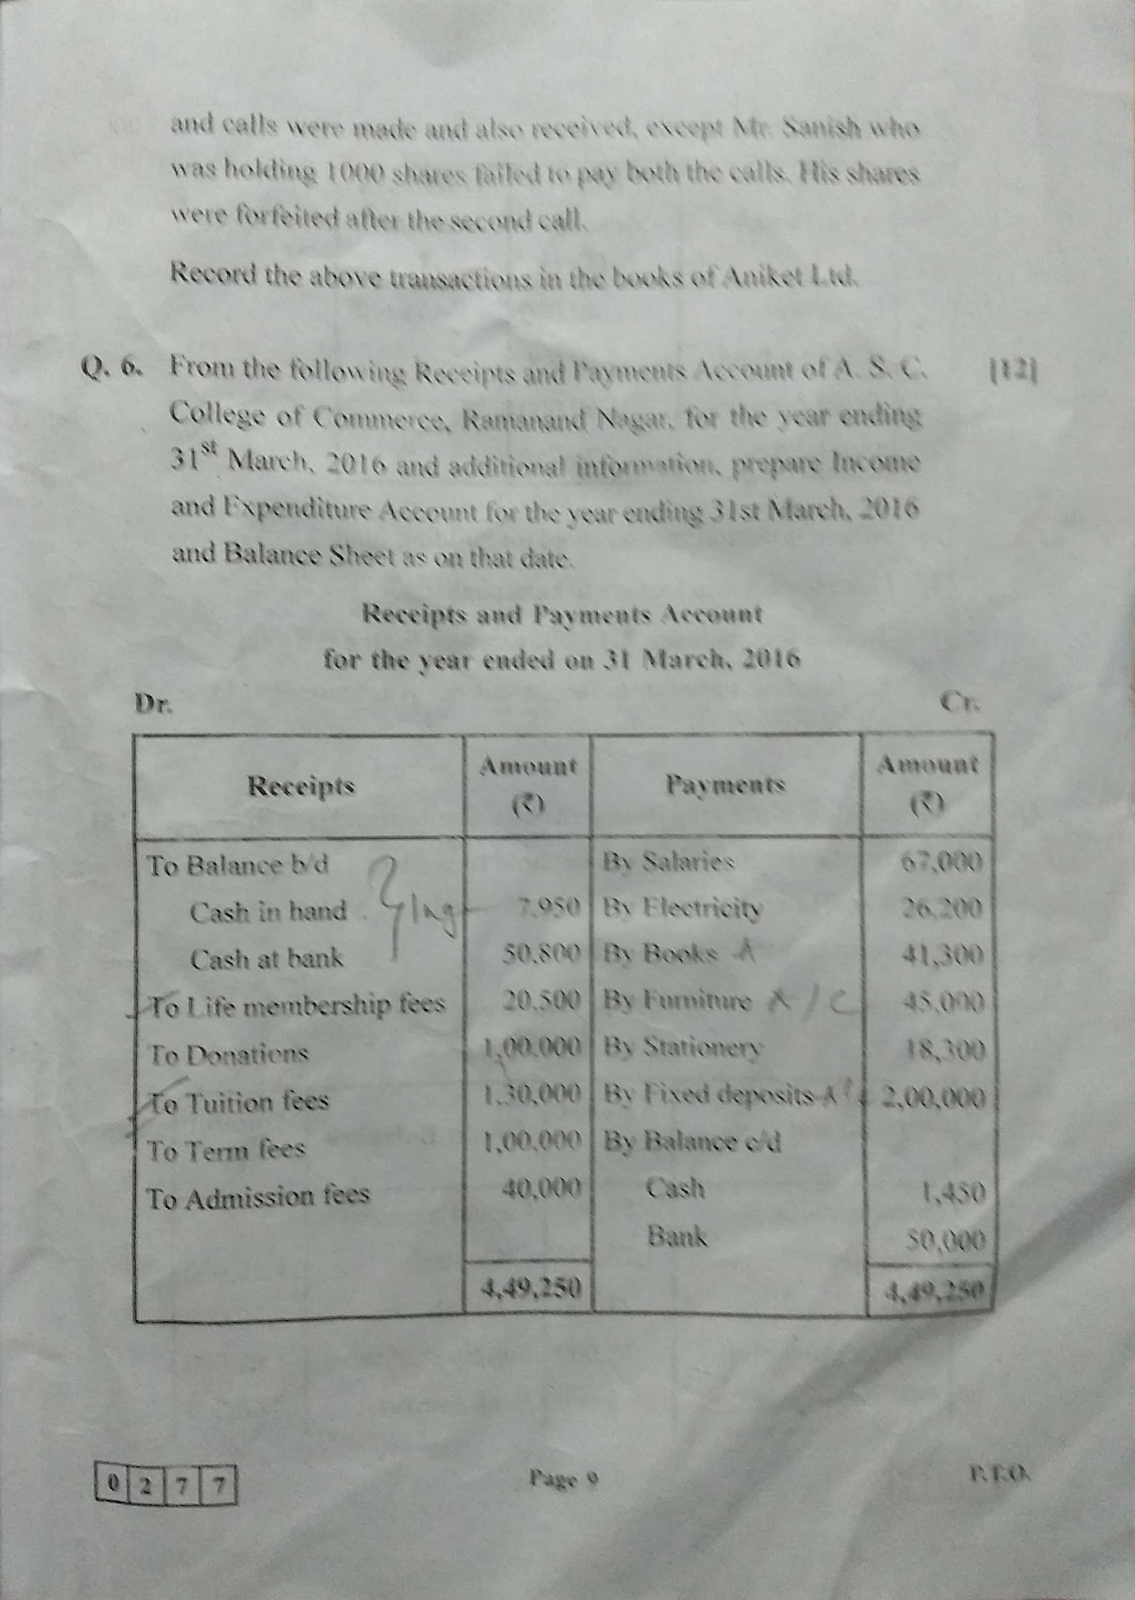 and calls were made and also received, except Mr. Sanish who
was holding 1000 shares failed to pay both the calls. His shares
were forfeited after the second call.
Record the above transactions in the books of Aniket Ltd.
Q. 6. From the following Receipts and Payments Account of A. S. C. [12]
College of Commerce, Ramanand Nagar, for the year ending
31st March, 2016 and additional information, prepare Income
and Expenditure Account for the year ending 31st March, 2016
and Balance Sheet as on that date.
Receipts and Payments Account
for the year ended on 31 March, 2016
Dr. Cr.
Receipts Amount (₹) Payments Amount (₹)
To Balance b/d By Salaries 67,000
Cash in hand 7,950 By Electricity 26,200
Cash at bank 50,800 By Books 41,300
To Life membership fees 20,500 By Furniture A/C 45,000
To Donations 1,00,000 By Stationery 18,300
To Tuition fees 1,30,000 By Fixed deposits 2,00,000
To Term fees 1,00,000 By Balance c/d
To Admission fees 40,000 Cash 1,450
Bank 50,000
4,49,250 4,49,250
0 2 7 7 Page 9 P.T.O.